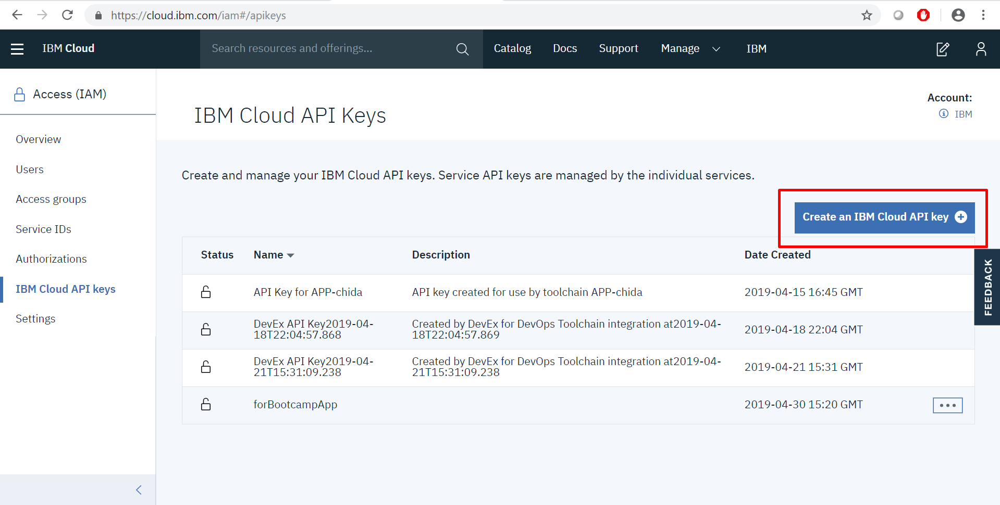 https://cloud.ibm.com/iam#/apikeys
IBM Cloud
Search resources and offerings...
Catalog
Docs
Support
Manage
IBM
Access (IAM)
Overview
Users
Access groups
Service IDs
Authorizations
IBM Cloud API keys
Settings
IBM Cloud API Keys
Account:
IBM
Create and manage your IBM Cloud API keys. Service API keys are managed by the individual services.
Create an IBM Cloud API key
Status Name Description Date Created
API Key for APP-chida API key created for use by toolchain APP-chida 2019-04-15 16:45 GMT
DevEx API Key2019-04-
18T22:04:57.868
Created by DevEx for DevOps Toolchain integration at2019-04-
18T22:04:57.869
2019-04-18 22:04 GMT
DevEx API Key2019-04-
21T15:31:09.238
Created by DevEx for DevOps Toolchain integration at2019-04-
21T15:31:09.238
2019-04-21 15:31 GMT
forBootcampApp 2019-04-30 15:20 GMT
FEEDBACK